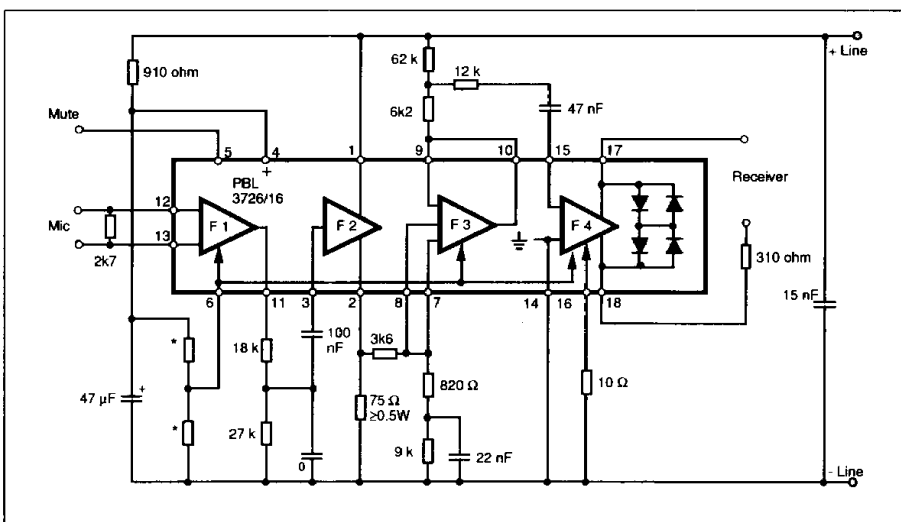 + Line
910 ohm
62 k
12 k
47 nF
6k2
Mute
5
4
+
1
9
10
15
17
PBL
3726/16
Receiver
12
F 1
F 2
F 3
F 4
Mic
13
2k7
310 ohm
15 nF
6
11
3
2
8
7
14
16
18
100
nF
3k6
*
18 k
820 Ω
10 Ω
47 µF
+
75 Ω
≥0.5W
*
27 k
0
9 k
22 nF
- Line